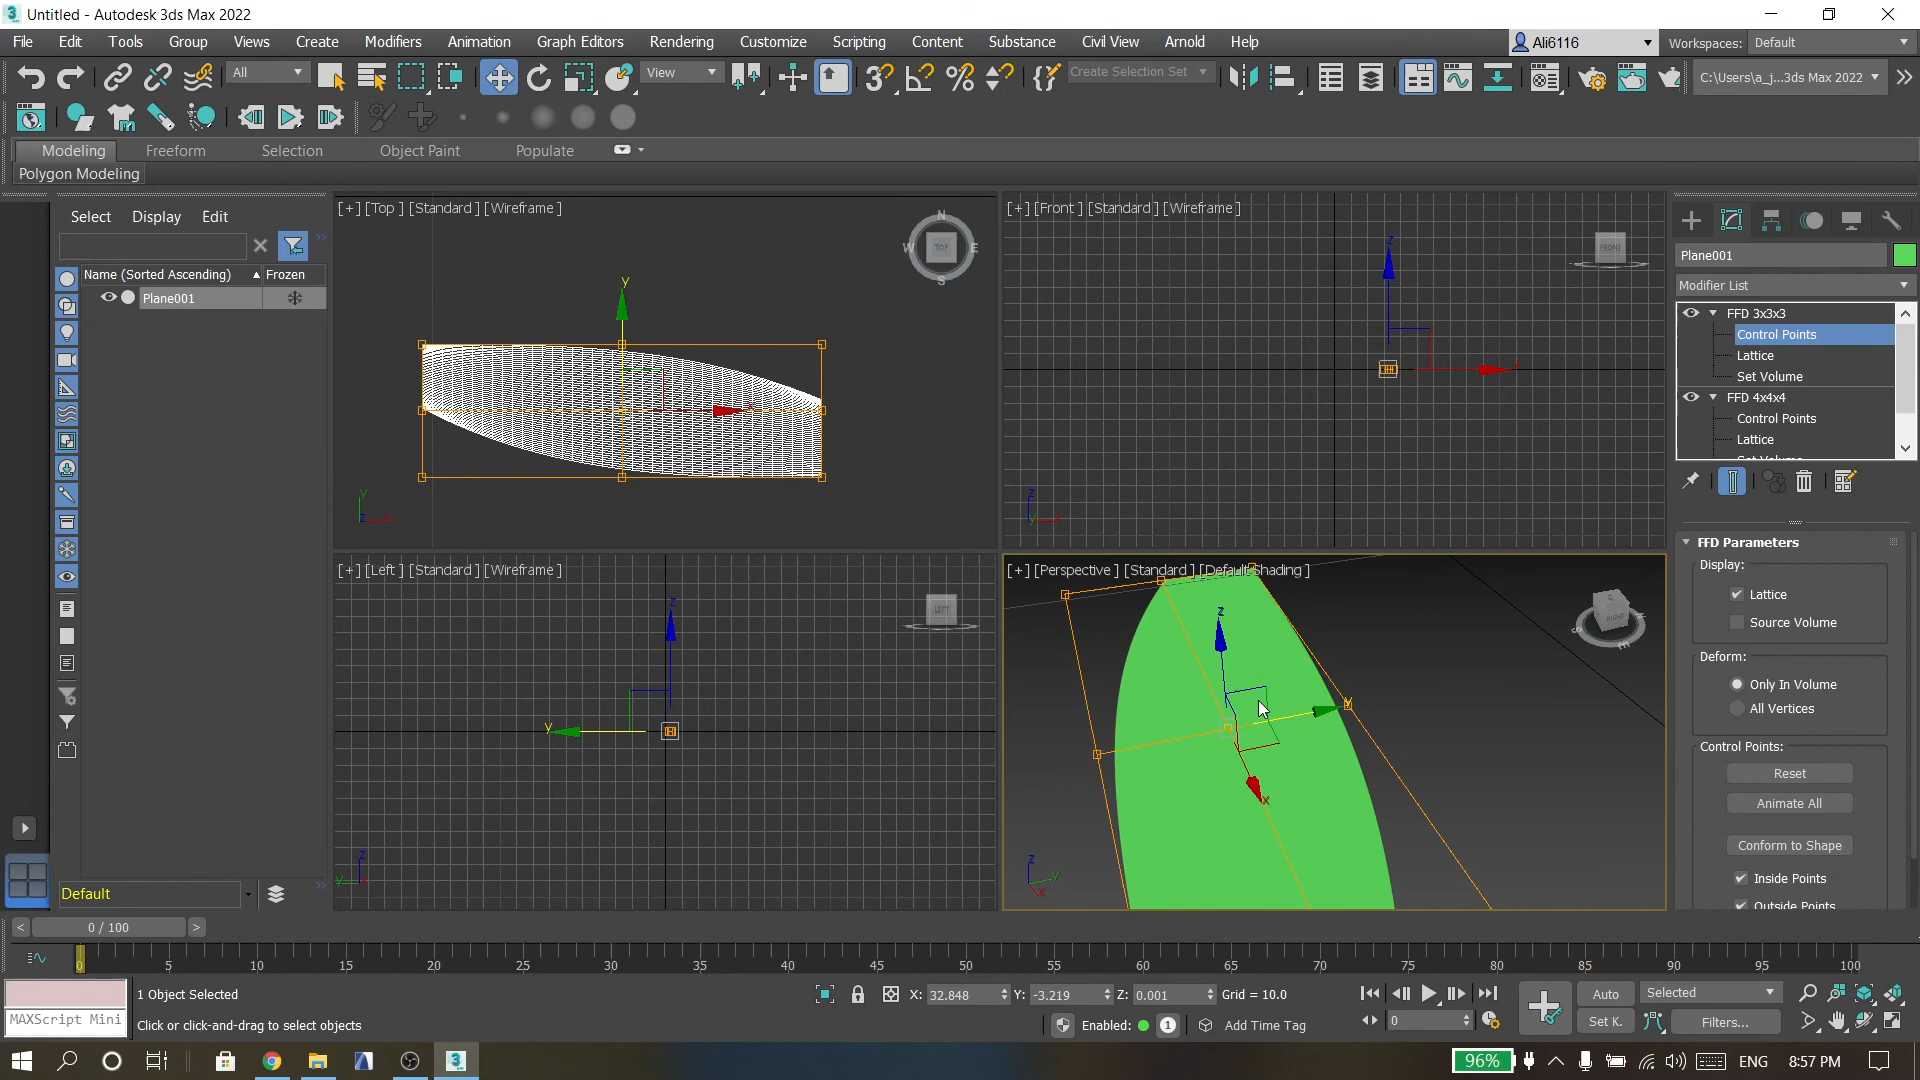 Untitled - Autodesk 3ds Max 2022
File Edit Tools Group Views Create Modifiers Animation Graph Editors Rendering Customize Scripting Content Substance Civil View Arnold Help Ali6116 Workspaces: Default
All View Create Selection Set C:\Users\a_j...3ds Max 2022
Modeling Freeform Selection Object Paint Populate
Polygon Modeling
Select Display Edit
Name (Sorted Ascending) Frozen
Plane001
[+] [Top ] [Standard ] [Wireframe ]
N
W TOP E
S
y
x
y
z x
[+] [Front ] [Standard ] [Wireframe ]
FRONT
z
x
z
y x
[+] [Left ] [Standard ] [Wireframe ]
LEFT
z
y
z
y x
[+] [Perspective ] [Standard ] [Default Shading ]
RIGHT
S E
z
y
x
z
y
x
Plane001
Modifier List
FFD 3x3x3
Control Points
Lattice
Set Volume
FFD 4x4x4
Control Points
Lattice
Set Volume
FFD Parameters
Display:
Lattice
Source Volume
Deform:
Only In Volume
All Vertices
Control Points:
Reset
Animate All
Conform to Shape
Inside Points
Outside Points
Default
< 0 / 100 >
0 5 10 15 20 25 30 35 40 45 50 55 60 65 70 75 80 85 90 95 100
1 Object Selected X: 32.848 Y: -3.219 Z: 0.001 Grid = 10.0 Auto Selected
MAXScript Mini Click or click-and-drag to select objects Enabled: 1 Add Time Tag 0 Set K. Filters...
96% ENG 8:57 PM